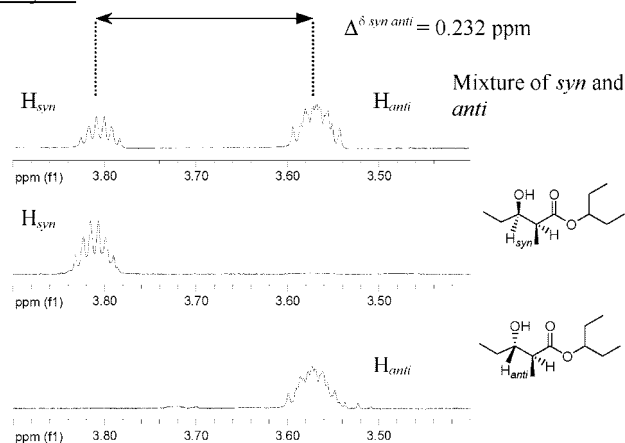 Δδ syn anti = 0.232 ppm
Mixture of syn and
anti
Hsyn
Hanti
ppm (f1) 3.80 3.70 3.60 3.50
Hsyn
ppm (f1) 3.80 3.70 3.60 3.50
OH O
O
Hsyn H
Hanti
ppm (f1) 3.80 3.70 3.60 3.50
OH O
O
Hanti H